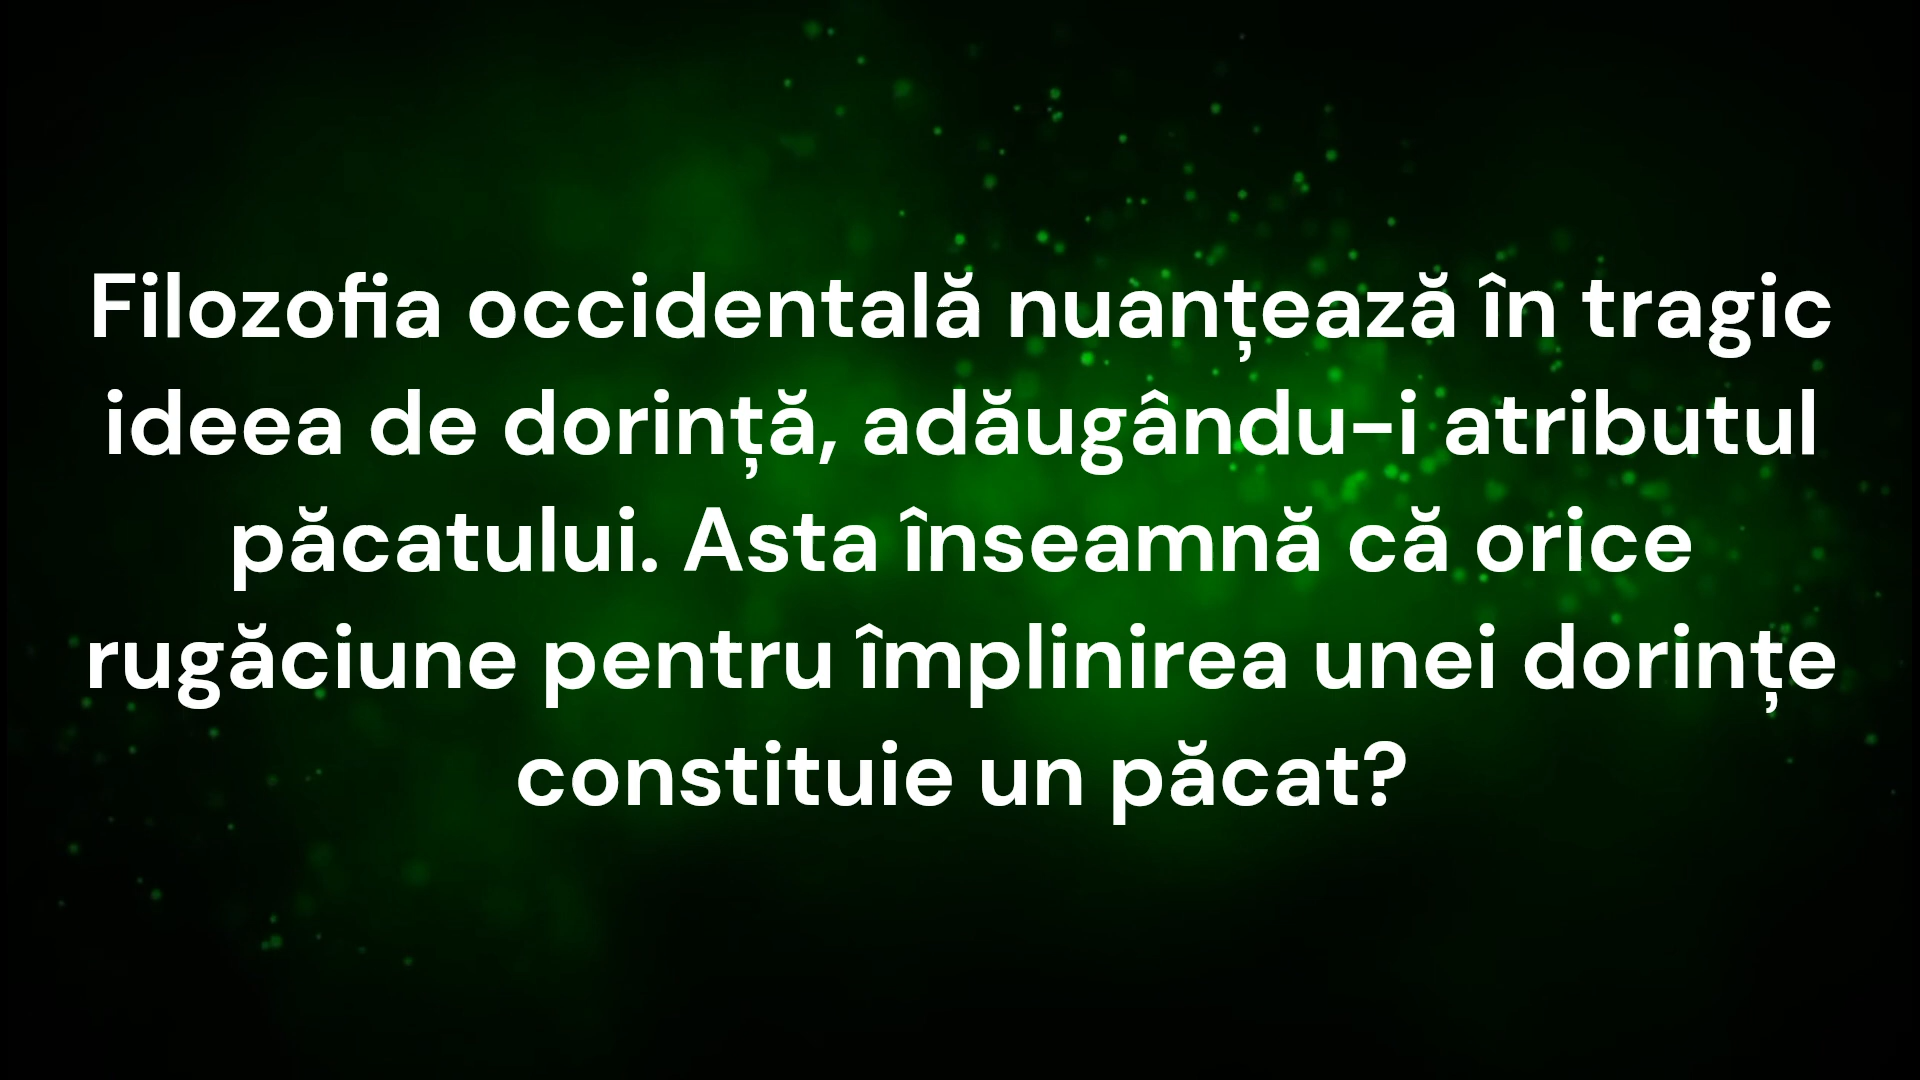 Filozofia occidentală nuanțează în tragic
ideea de dorință, adăugându-i atributul
păcatului. Asta înseamnă că orice
rugăciune pentru împlinirea unei dorințe
constituie un păcat?